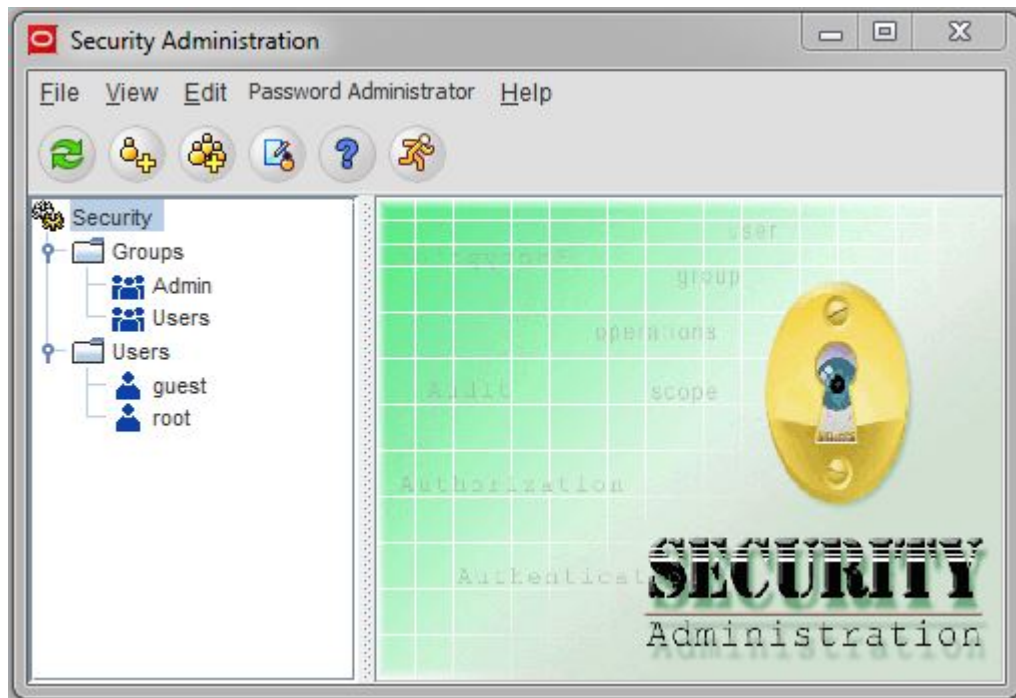 Security Administration
File View Edit Password Administrator Help
Security
Groups
Admin
Users
Users
guest
root
user
group
operations
Audit
scope
Authorization
SECURITY
Administration